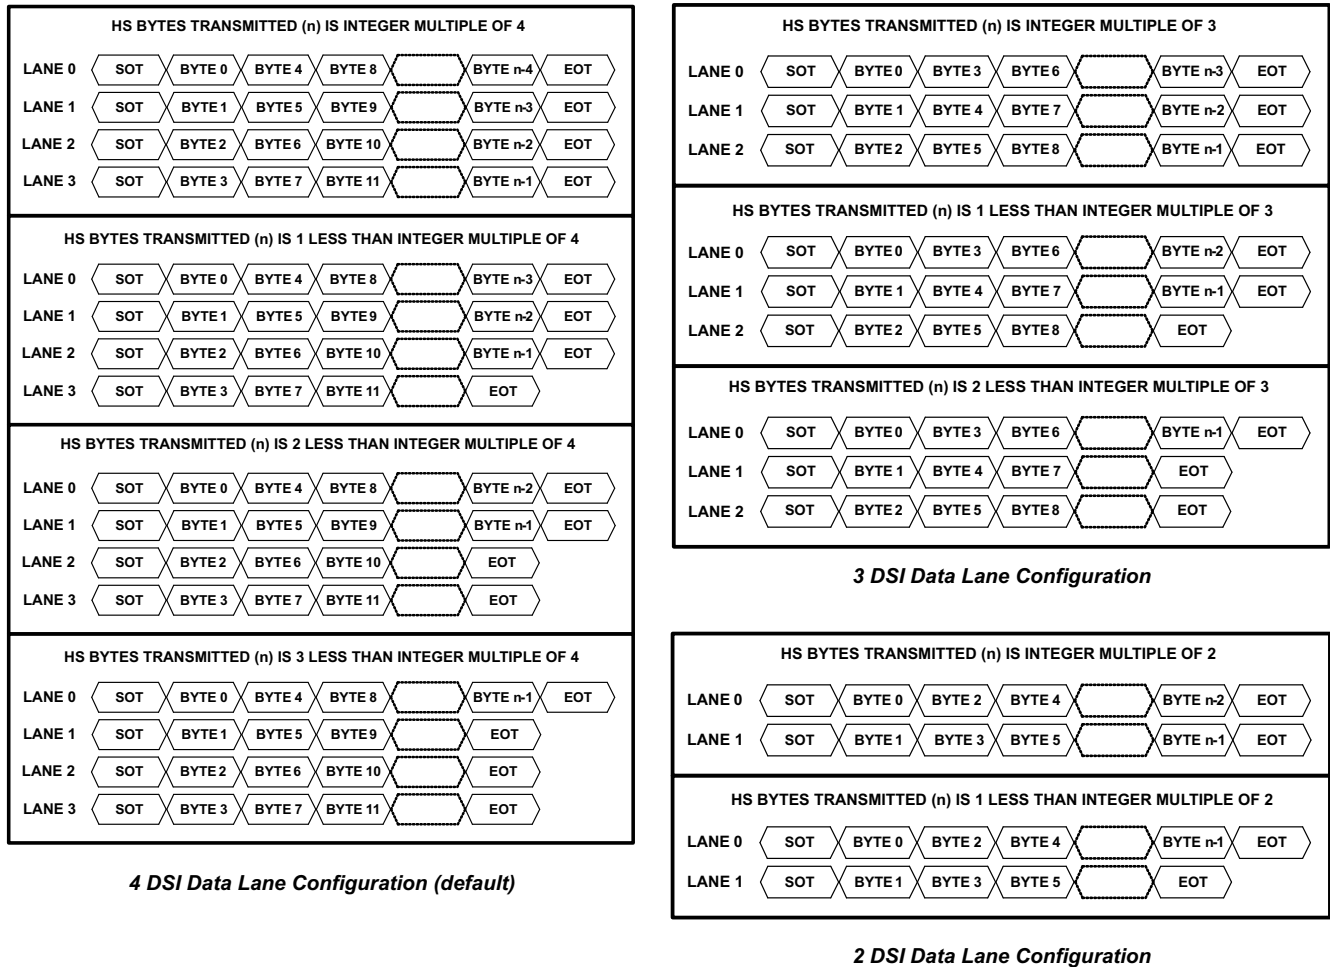 HS BYTES TRANSMITTED (n) IS INTEGER MULTIPLE OF 4
LANE 0 SOT BYTE 0 BYTE 4 BYTE 8 BYTE n-4 EOT
LANE 1 SOT BYTE 1 BYTE 5 BYTE 9 BYTE n-3 EOT
LANE 2 SOT BYTE 2 BYTE 6 BYTE 10 BYTE n-2 EOT
LANE 3 SOT BYTE 3 BYTE 7 BYTE 11 BYTE n-1 EOT
HS BYTES TRANSMITTED (n) IS 1 LESS THAN INTEGER MULTIPLE OF 4
LANE 0 SOT BYTE 0 BYTE 4 BYTE 8 BYTE n-3 EOT
LANE 1 SOT BYTE 1 BYTE 5 BYTE 9 BYTE n-2 EOT
LANE 2 SOT BYTE 2 BYTE 6 BYTE 10 BYTE n-1 EOT
LANE 3 SOT BYTE 3 BYTE 7 BYTE 11 EOT
HS BYTES TRANSMITTED (n) IS 2 LESS THAN INTEGER MULTIPLE OF 4
LANE 0 SOT BYTE 0 BYTE 4 BYTE 8 BYTE n-2 EOT
LANE 1 SOT BYTE 1 BYTE 5 BYTE 9 BYTE n-1 EOT
LANE 2 SOT BYTE 2 BYTE 6 BYTE 10 EOT
LANE 3 SOT BYTE 3 BYTE 7 BYTE 11 EOT
HS BYTES TRANSMITTED (n) IS 3 LESS THAN INTEGER MULTIPLE OF 4
LANE 0 SOT BYTE 0 BYTE 4 BYTE 8 BYTE n-1 EOT
LANE 1 SOT BYTE 1 BYTE 5 BYTE 9 EOT
LANE 2 SOT BYTE 2 BYTE 6 BYTE 10 EOT
LANE 3 SOT BYTE 3 BYTE 7 BYTE 11 EOT
4 DSI Data Lane Configuration (default)
HS BYTES TRANSMITTED (n) IS INTEGER MULTIPLE OF 3
LANE 0 SOT BYTE 0 BYTE 3 BYTE 6 BYTE n-3 EOT
LANE 1 SOT BYTE 1 BYTE 4 BYTE 7 BYTE n-2 EOT
LANE 2 SOT BYTE 2 BYTE 5 BYTE 8 BYTE n-1 EOT
HS BYTES TRANSMITTED (n) IS 1 LESS THAN INTEGER MULTIPLE OF 3
LANE 0 SOT BYTE 0 BYTE 3 BYTE 6 BYTE n-2 EOT
LANE 1 SOT BYTE 1 BYTE 4 BYTE 7 BYTE n-1 EOT
LANE 2 SOT BYTE 2 BYTE 5 BYTE 8 EOT
HS BYTES TRANSMITTED (n) IS 2 LESS THAN INTEGER MULTIPLE OF 3
LANE 0 SOT BYTE 0 BYTE 3 BYTE 6 BYTE n-1 EOT
LANE 1 SOT BYTE 1 BYTE 4 BYTE 7 EOT
LANE 2 SOT BYTE 2 BYTE 5 BYTE 8 EOT
3 DSI Data Lane Configuration
HS BYTES TRANSMITTED (n) IS INTEGER MULTIPLE OF 2
LANE 0 SOT BYTE 0 BYTE 2 BYTE 4 BYTE n-2 EOT
LANE 1 SOT BYTE 1 BYTE 3 BYTE 5 BYTE n-1 EOT
HS BYTES TRANSMITTED (n) IS 1 LESS THAN INTEGER MULTIPLE OF 2
LANE 0 SOT BYTE 0 BYTE 2 BYTE 4 BYTE n-1 EOT
LANE 1 SOT BYTE 1 BYTE 3 BYTE 5 EOT
2 DSI Data Lane Configuration